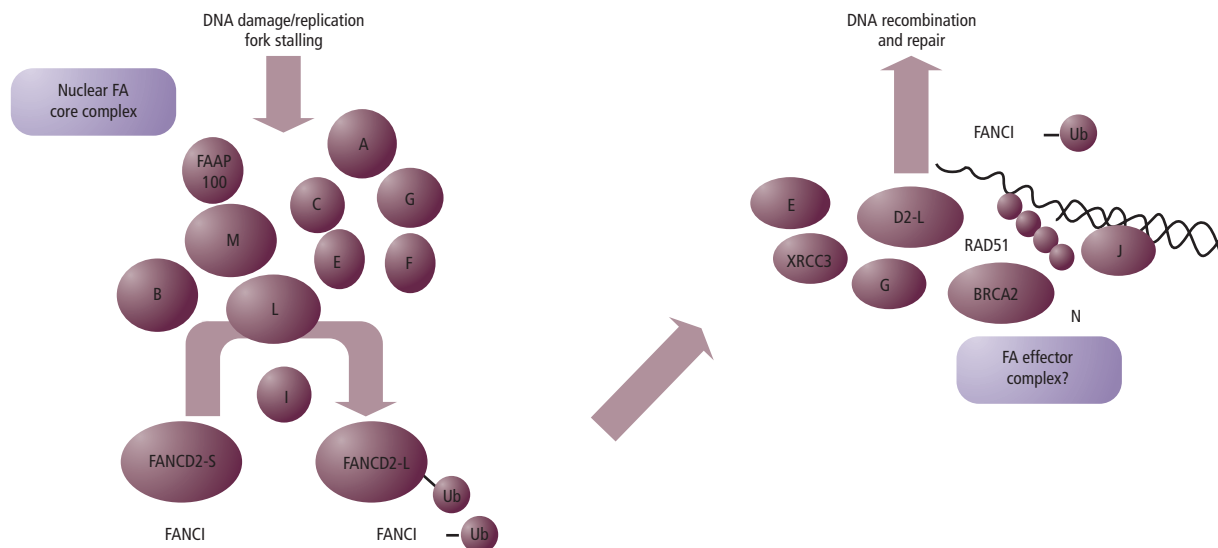 DNA damage/replication
fork stalling
Nuclear FA
core complex
A
FAAP
100
C
G
M
E
F
B
L
I
FANCD2-S
FANCD2-L
Ub
FANCI
FANCI
Ub
DNA recombination
and repair
FANCI
Ub
E
D2-L
XRCC3
RAD51
J
G
BRCA2
N
FA effector
complex?